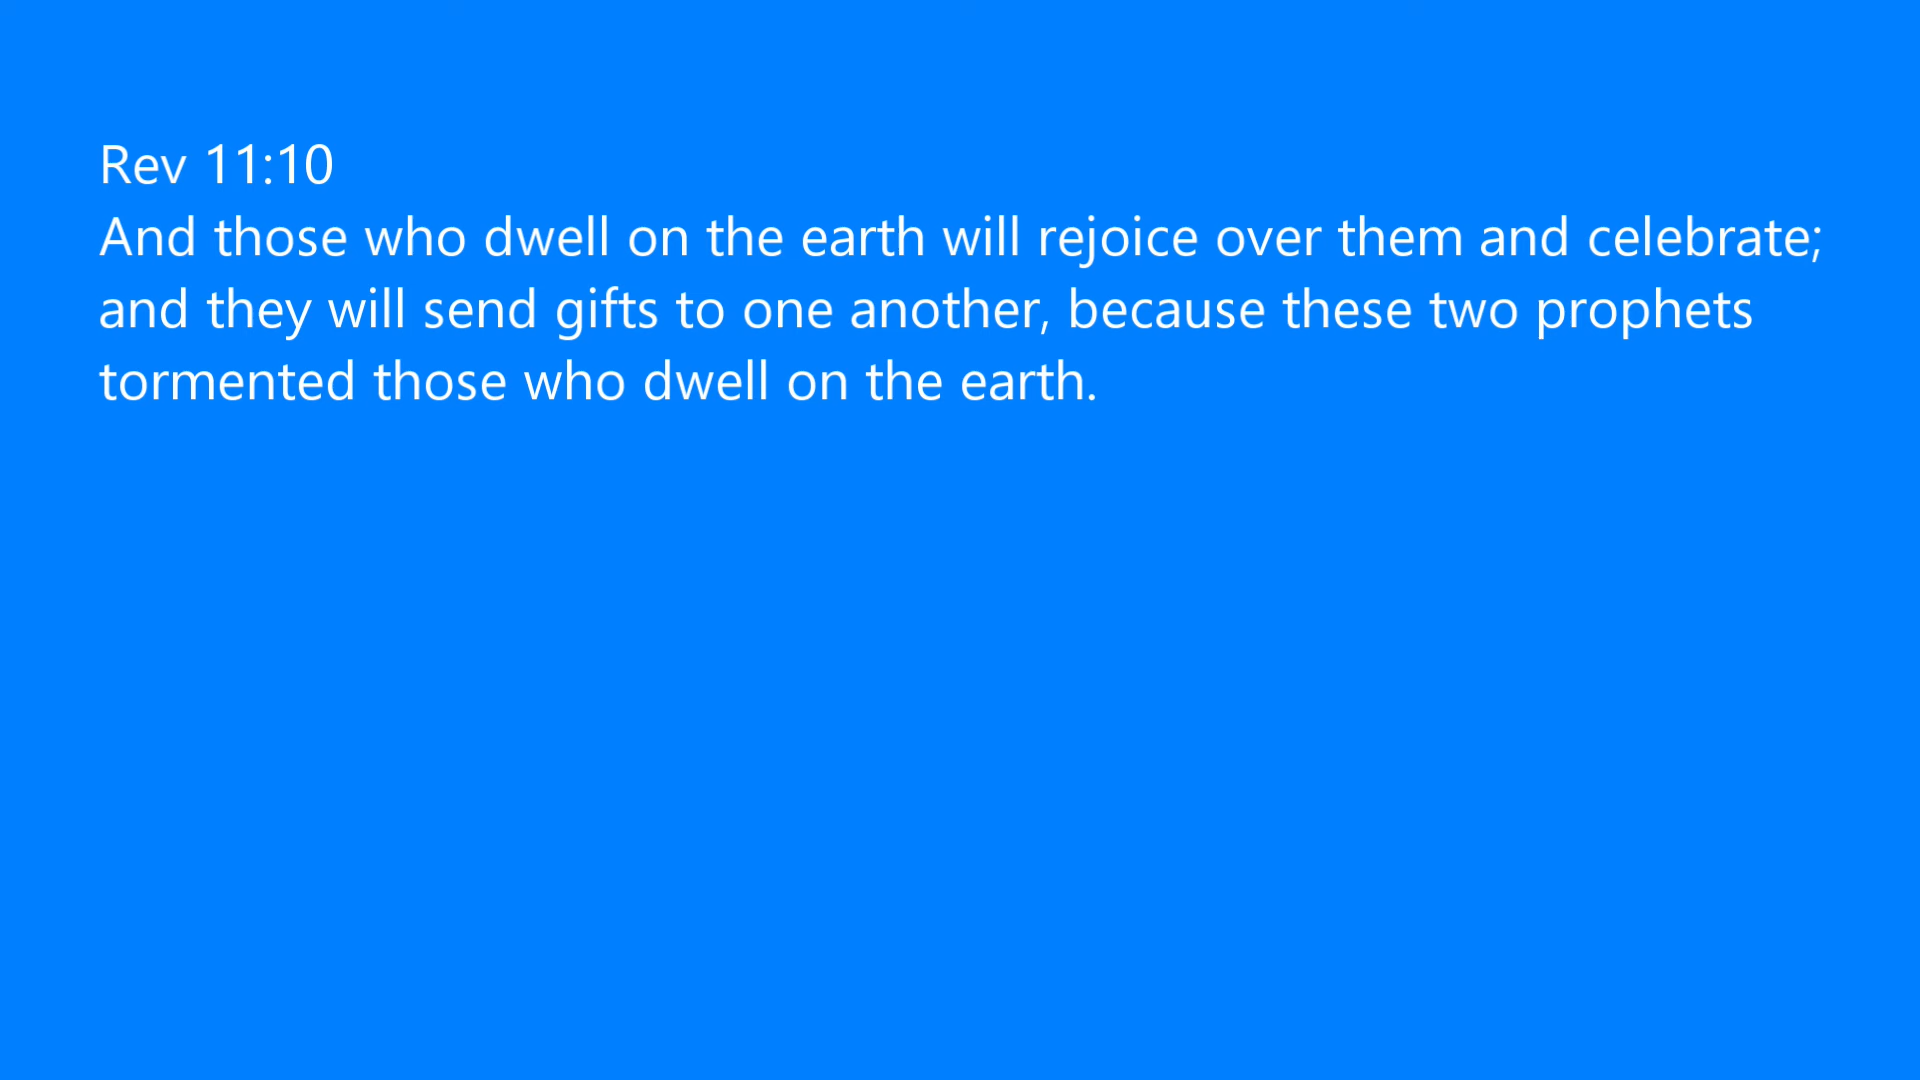 Rev 11:10
And those who dwell on the earth will rejoice over them and celebrate;
and they will send gifts to one another, because these two prophets
tormented those who dwell on the earth.